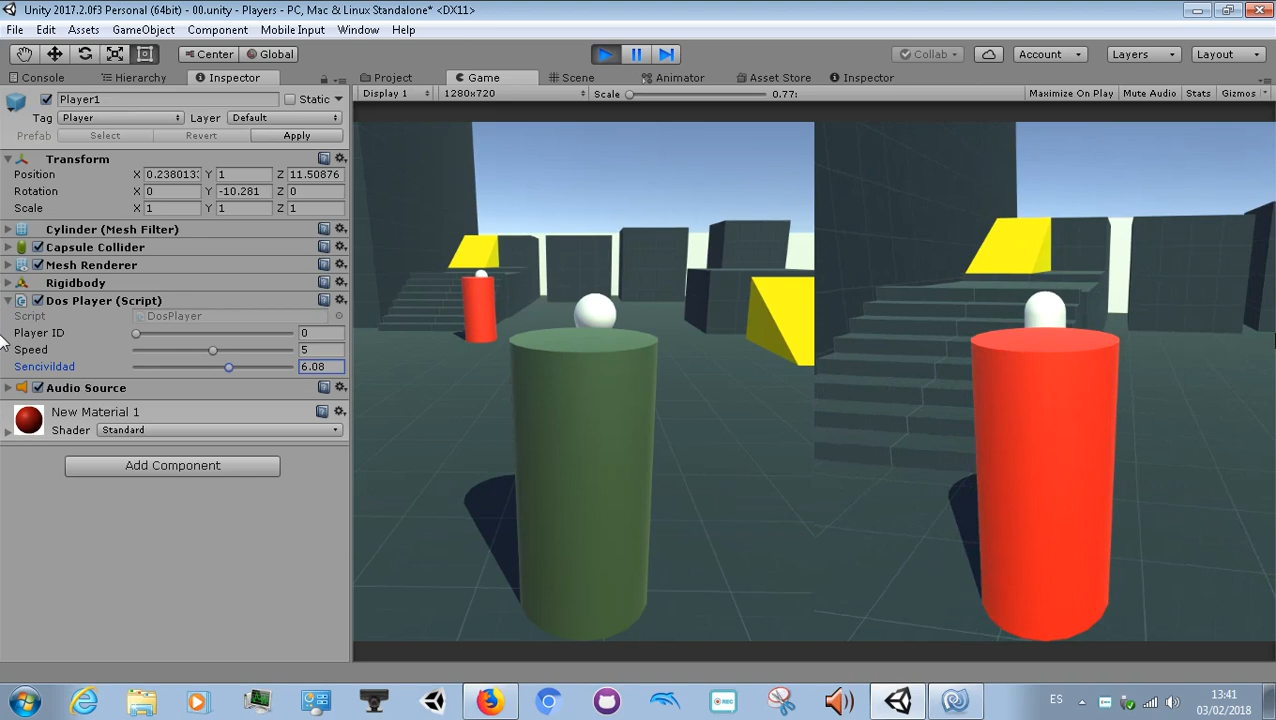 Unity 2017.2.0f3 Personal (64bit) - 00.unity - Players - PC, Mac & Linux Standalone* <DX11>
File Edit Assets GameObject Component Mobile Input Window Help
Center Global Collab Account Layers Layout
Console Hierarchy Inspector Project Game Scene Animator Asset Store Inspector
Display 1 1280x720 Scale 0.77: Maximize On Play Mute Audio Stats Gizmos
Player1 Static
Tag Player Layer Default
Prefab Select Revert Apply
Transform
Position X 0.238013: Y 1 Z 11.50876
Rotation X 0 Y -10.281 Z 0
Scale X 1 Y 1 Z 1
Cylinder (Mesh Filter)
Capsule Collider
Mesh Renderer
Rigidbody
Dos Player (Script)
Script DosPlayer
Player ID 0
Speed 5
Sencivildad 6.08
Audio Source
New Material 1
Shader Standard
Add Component
REC
ES 13:41
03/02/2018